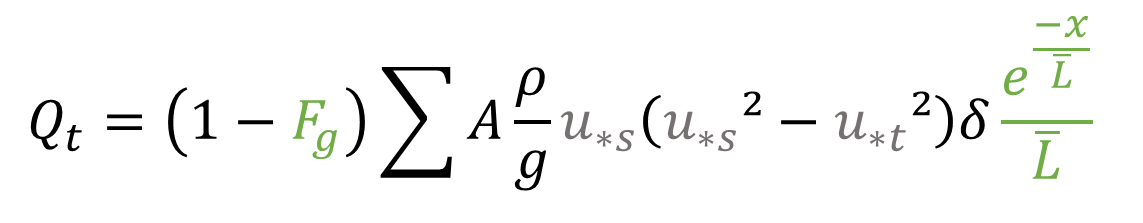 Q_t = (1 − F_g) ∑ A ρ/g u_{*s}(u_{*s}² − u_{*t}²)δ e^{−x/L̅}/L̅